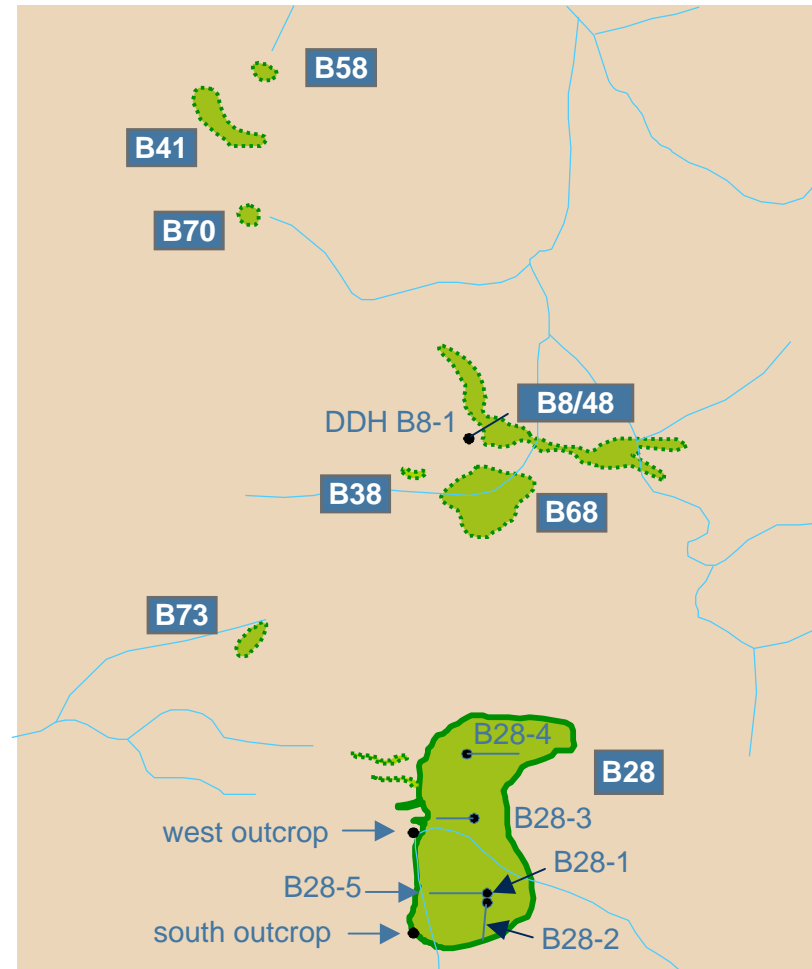 B58
B41
B70
B8/48
DDH B8-1
B38
B68
B73
B28-4
B28
B28-3
west outcrop
B28-1
B28-5
south outcrop
B28-2